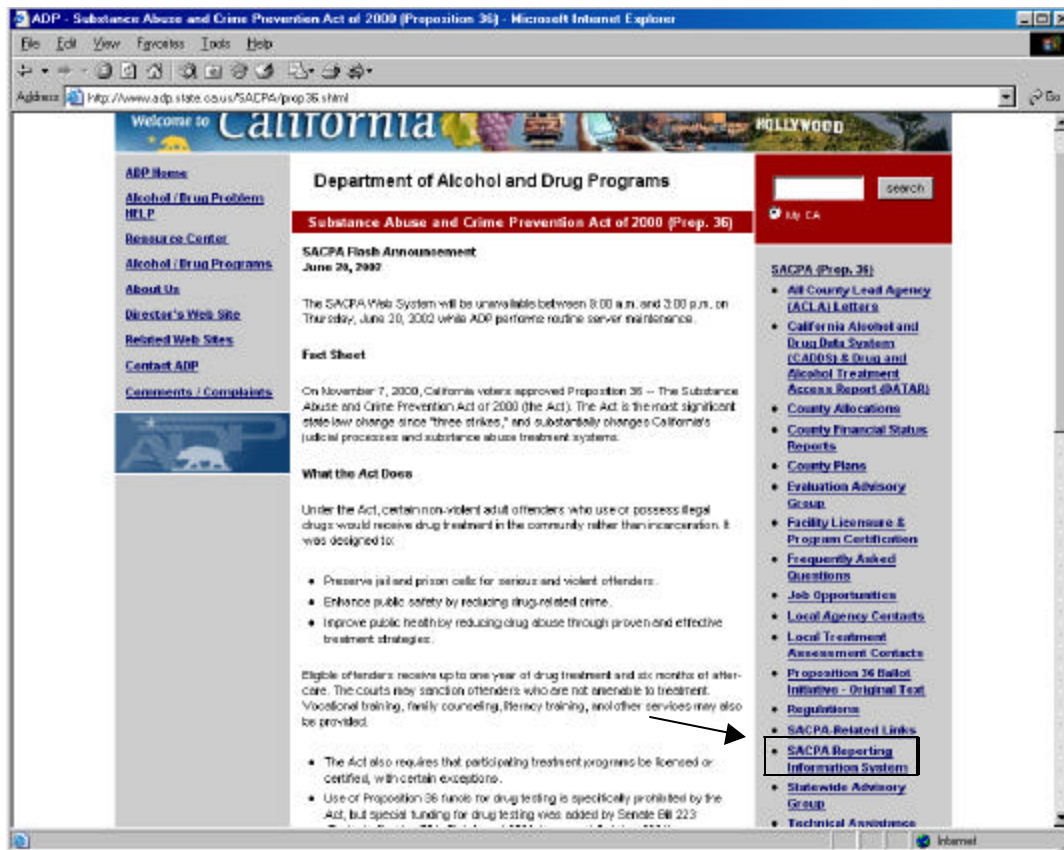 ADP - Substance Abuse and Crime Prevention Act of 2000 (Proposition 36) - Microsoft Internet Explorer
File Edit View Favorites Tools Help
Address http://www.adp.state.ca.us/SACPA/prop36.shtml Go
Welcome to California HOLLYWOOD
ADP Home
Alcohol / Drug Problem
HELP
Resource Center
Alcohol / Drug Programs
About Us
Director's Web Site
Related Web Sites
Contact ADP
Comments / Complaints
ADP
Department of Alcohol and Drug Programs
Substance Abuse and Crime Prevention Act of 2000 (Prop. 36)
SACPA Flash Announcement
June 20, 2002
The SACPA Web System will be unavailable between 9:00 a.m. and 3:00 p.m. on
Thursday, June 20, 2002 while ADP performs routine server maintenance.
Fact Sheet
On November 7, 2000, California voters approved Proposition 36 -- The Substance
Abuse and Crime Prevention Act of 2000 (the Act). The Act is the most significant
state law change since "three strikes," and substantially changes California's
judicial processes and substance abuse treatment systems.
What the Act Does
Under the Act, certain non-violent adult offenders who use or possess illegal
drugs would receive drug treatment in the community rather than incarceration. It
was designed to:
Preserve jail and prison cells for serious and violent offenders.
Enhance public safety by reducing drug-related crime.
Improve public health by reducing drug abuse through proven and effective
treatment strategies.
Eligible offenders receive up to one year of drug treatment and six months of after-
care. The courts may sanction offenders who are not amenable to treatment.
Vocational training, family counseling, literacy training, and other services may also
be provided.
The Act also requires that participating treatment programs be licensed or
certified, with certain exceptions.
Use of Proposition 36 funds for drug testing is specifically prohibited by the
Act, but special funding for drug testing was added by Senate Bill 223
search
My CA
SACPA (Prop. 36)
All County Lead Agency
(ACLA) Letters
California Alcohol and
Drug Data System
(CADDS) & Drug and
Alcohol Treatment
Access Report (DATAR)
County Allocations
County Financial Status
Reports
County Plans
Evaluation Advisory
Group
Facility Licensure &
Program Certification
Frequently Asked
Questions
Job Opportunities
Local Agency Contacts
Local Treatment
Assessment Contacts
Proposition 36 Ballot
Initiative - Original Text
Regulations
SACPA-Related Links
SACPA Reporting
Information System
Statewide Advisory
Group
Technical Assistance
Internet